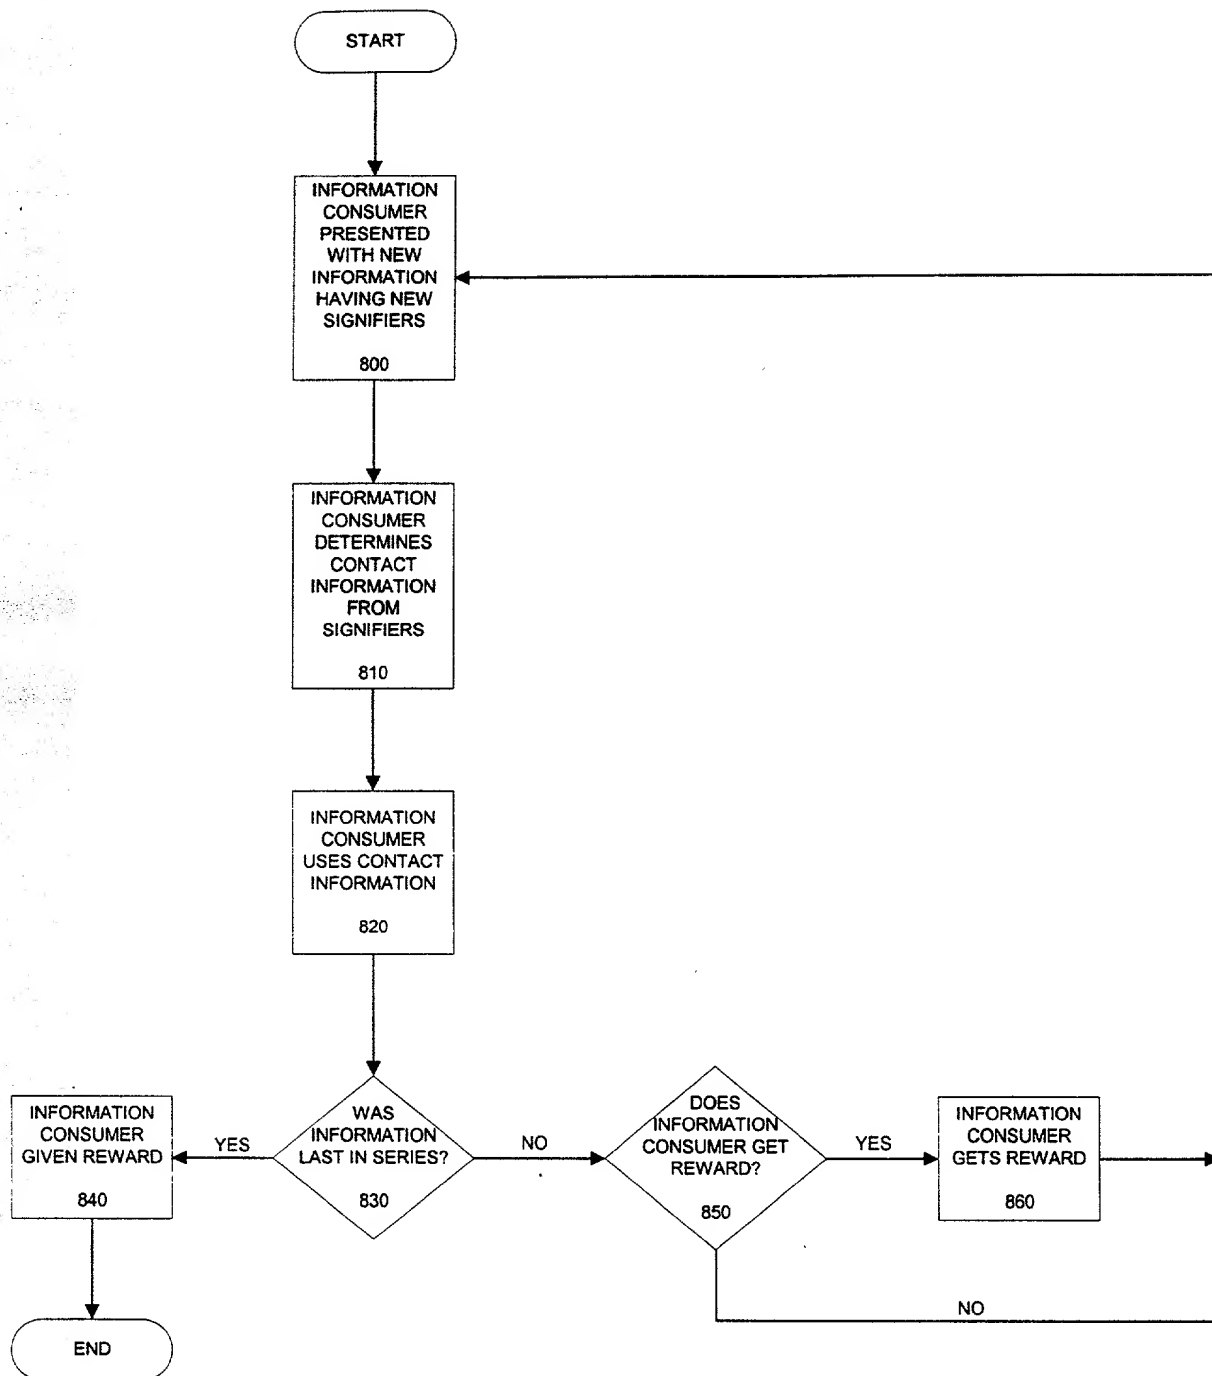 START
INFORMATION
CONSUMER
PRESENTED
WITH NEW
INFORMATION
HAVING NEW
SIGNIFIERS
800
INFORMATION
CONSUMER
DETERMINES
CONTACT
INFORMATION
FROM
SIGNIFIERS
810
INFORMATION
CONSUMER
USES CONTACT
INFORMATION
820
WAS
INFORMATION
LAST IN SERIES?
830
YES
INFORMATION
CONSUMER
GIVEN REWARD
840
END
NO
DOES
INFORMATION
CONSUMER GET
REWARD?
850
YES
INFORMATION
CONSUMER
GETS REWARD
860
NO